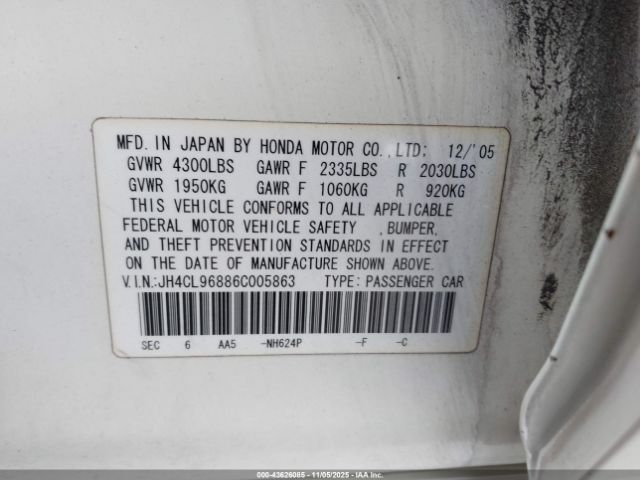 MFD. IN JAPAN BY HONDA MOTOR CO., LTD; 12/'05
GVWR 4300LBS GAWR F 2335LBS R 2030LBS
GVWR 1950KG GAWR F 1060KG R 920KG
THIS VEHICLE CONFORMS TO ALL APPLICABLE
FEDERAL MOTOR VEHICLE SAFETY ,BUMPER,
AND THEFT PREVENTION STANDARDS IN EFFECT
ON THE DATE OF MANUFACTURE SHOWN ABOVE.
V.I.N.:JH4CL96886C005863 TYPE: PASSENGER CAR
SEC 6 AA5 -NH624P -F -C
000-43626085 - 11/05/2025 - IAAI.COM